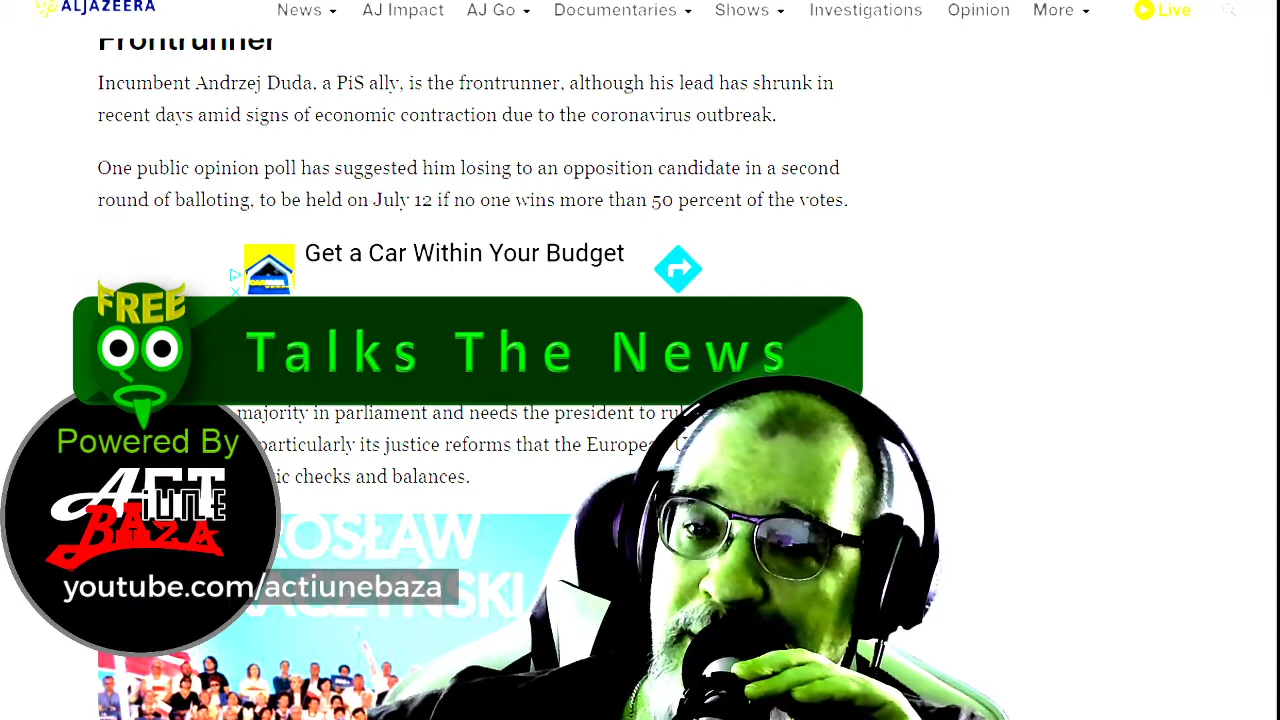 ALJAZEERA
News AJ Impact AJ Go Documentaries Shows Investigations Opinion More Live
Frontrunner
Incumbent Andrzej Duda, a PiS ally, is the frontrunner, although his lead has shrunk in
recent days amid signs of economic contraction due to the coronavirus outbreak.
One public opinion poll has suggested him losing to an opposition candidate in a second
round of balloting, to be held on July 12 if no one wins more than 50 percent of the votes.
Get a Car Within Your Budget
FREE
Talks The News
majority in parliament and needs the president to
particularly its justice reforms that the
checks and balances.
Powered By
ACT
iUNE
BAZA
youtube.com/actiunebaza